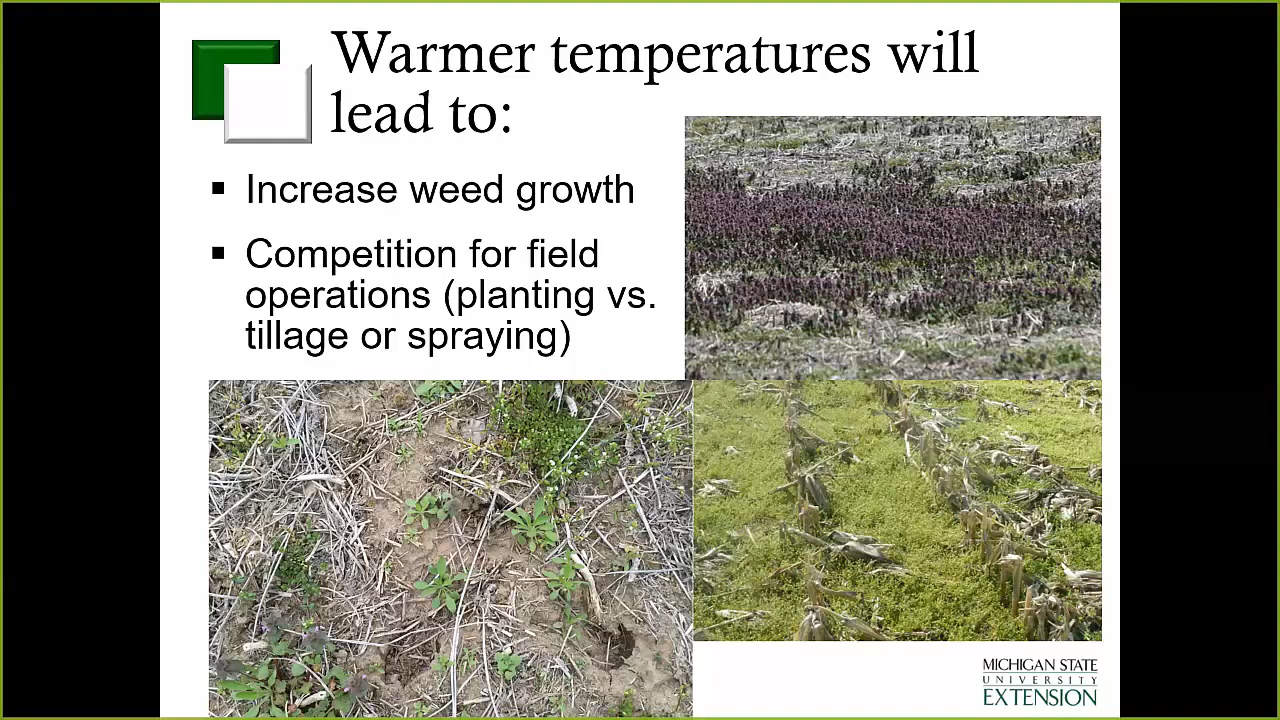 Warmer temperatures will
lead to:
▪ Increase weed growth
▪ Competition for field
operations (planting vs.
tillage or spraying)
MICHIGAN STATE
UNIVERSITY
EXTENSION